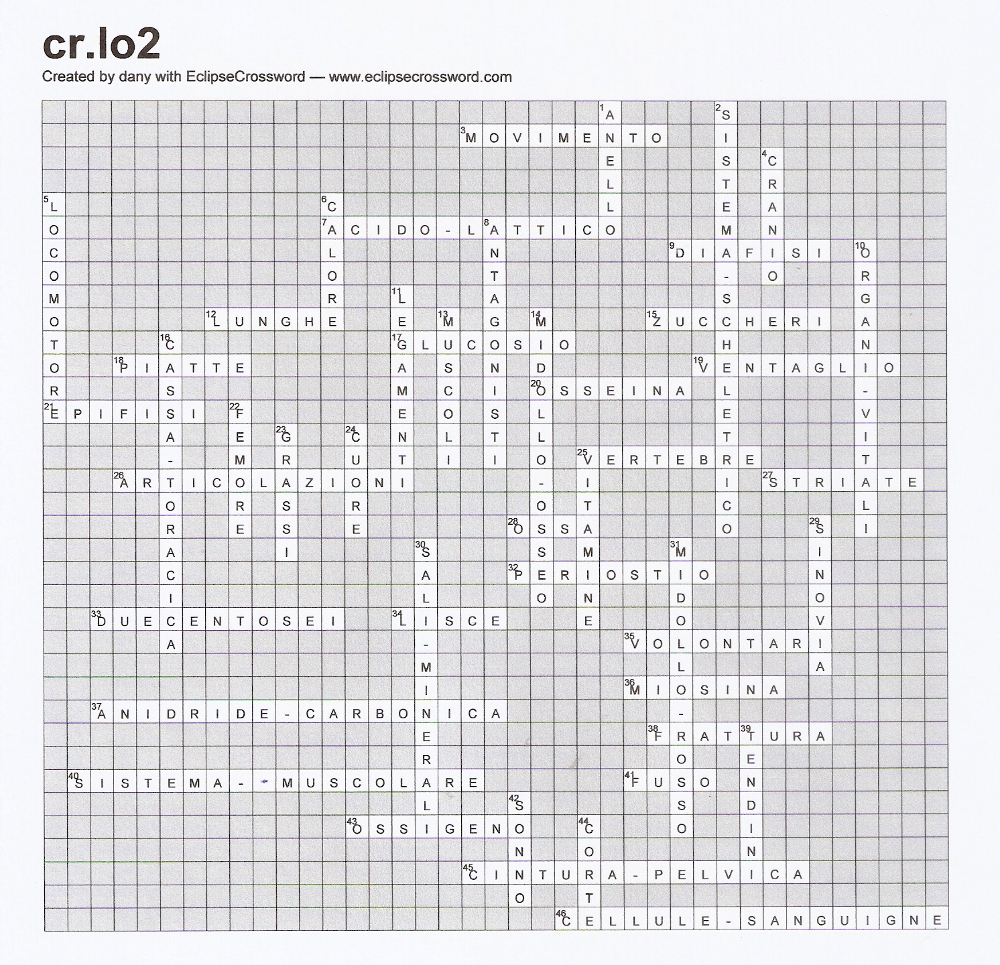 cr.lo2
Created by dany with EclipseCrossword — www.eclipsecrossword.com
1 ANELLO
2 SISTEMA-SCHELETRICO
3 MOVIMENTO
4 CRANIO
5 LOCOMOTORE
6 CALORE
7 ACIDO-LATTICO
8 ANTAGONISTI
9 DIAFISI
10 ORGANI-VITALI
11 LEGAMENTI
12 LUNGHE
13 MUSCOLI
14 MIDOLLO-OSSEO
15 ZUCCHERI
16 CASSA-TORACICA
17 GLUCOSIO
18 PIATTE
19 VENTAGLIO
20 OSSEINA
21 EPIFISI
22 FEMORE
23 GRASSI
24 CUORE
25 VERTEBRE
25 VITAMINE
26 ARTICOLAZIONI
27 STRIATE
28 OSSA
29 SINOVIA
30 SALI-MINERALI
31 MIDOLLO-ROSSO
32 PERIOSTIO
33 DUECENTOSEI
34 LISCE
35 VOLONTARI
36 MIOSINA
37 ANIDRIDE-CARBONICA
38 FRATTURA
39 TENDINI
40 SISTEMA--MUSCOLARE
41 FUSO
42 SONNO
43 OSSIGENO
44 CORTE
45 CINTURA-PELVICA
46 CELLULE-SANGUIGNE